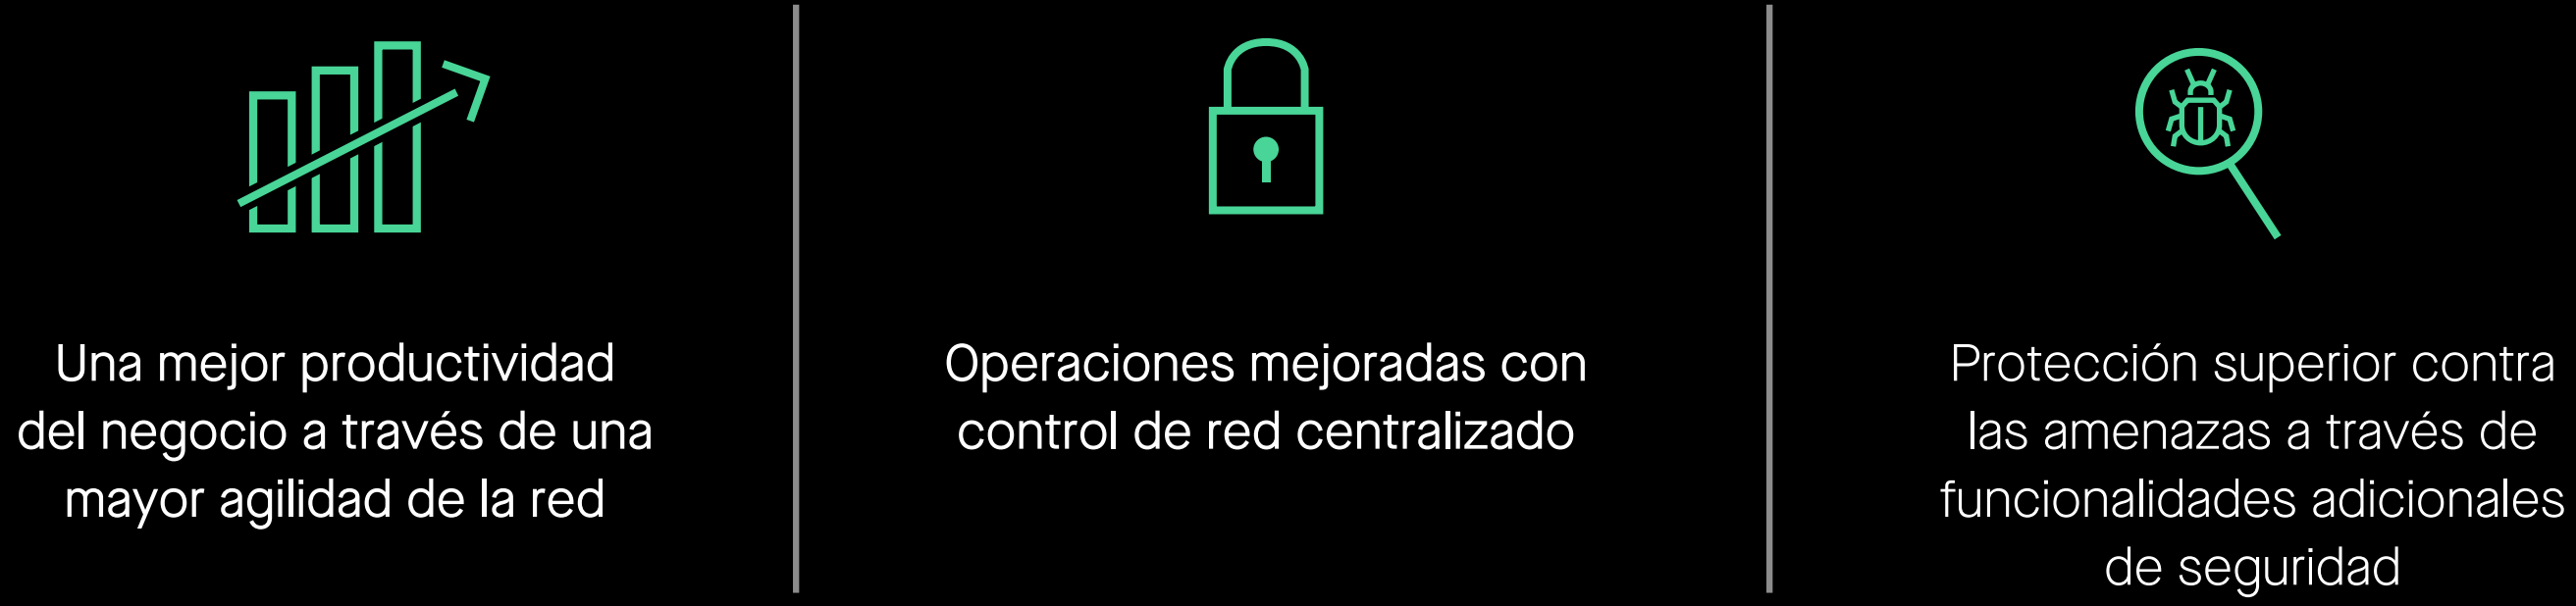 Una mejor productividad
del negocio a través de una
mayor agilidad de la red
Operaciones mejoradas con
control de red centralizado
Protección superior contra
las amenazas a través de
funcionalidades adicionales
de seguridad